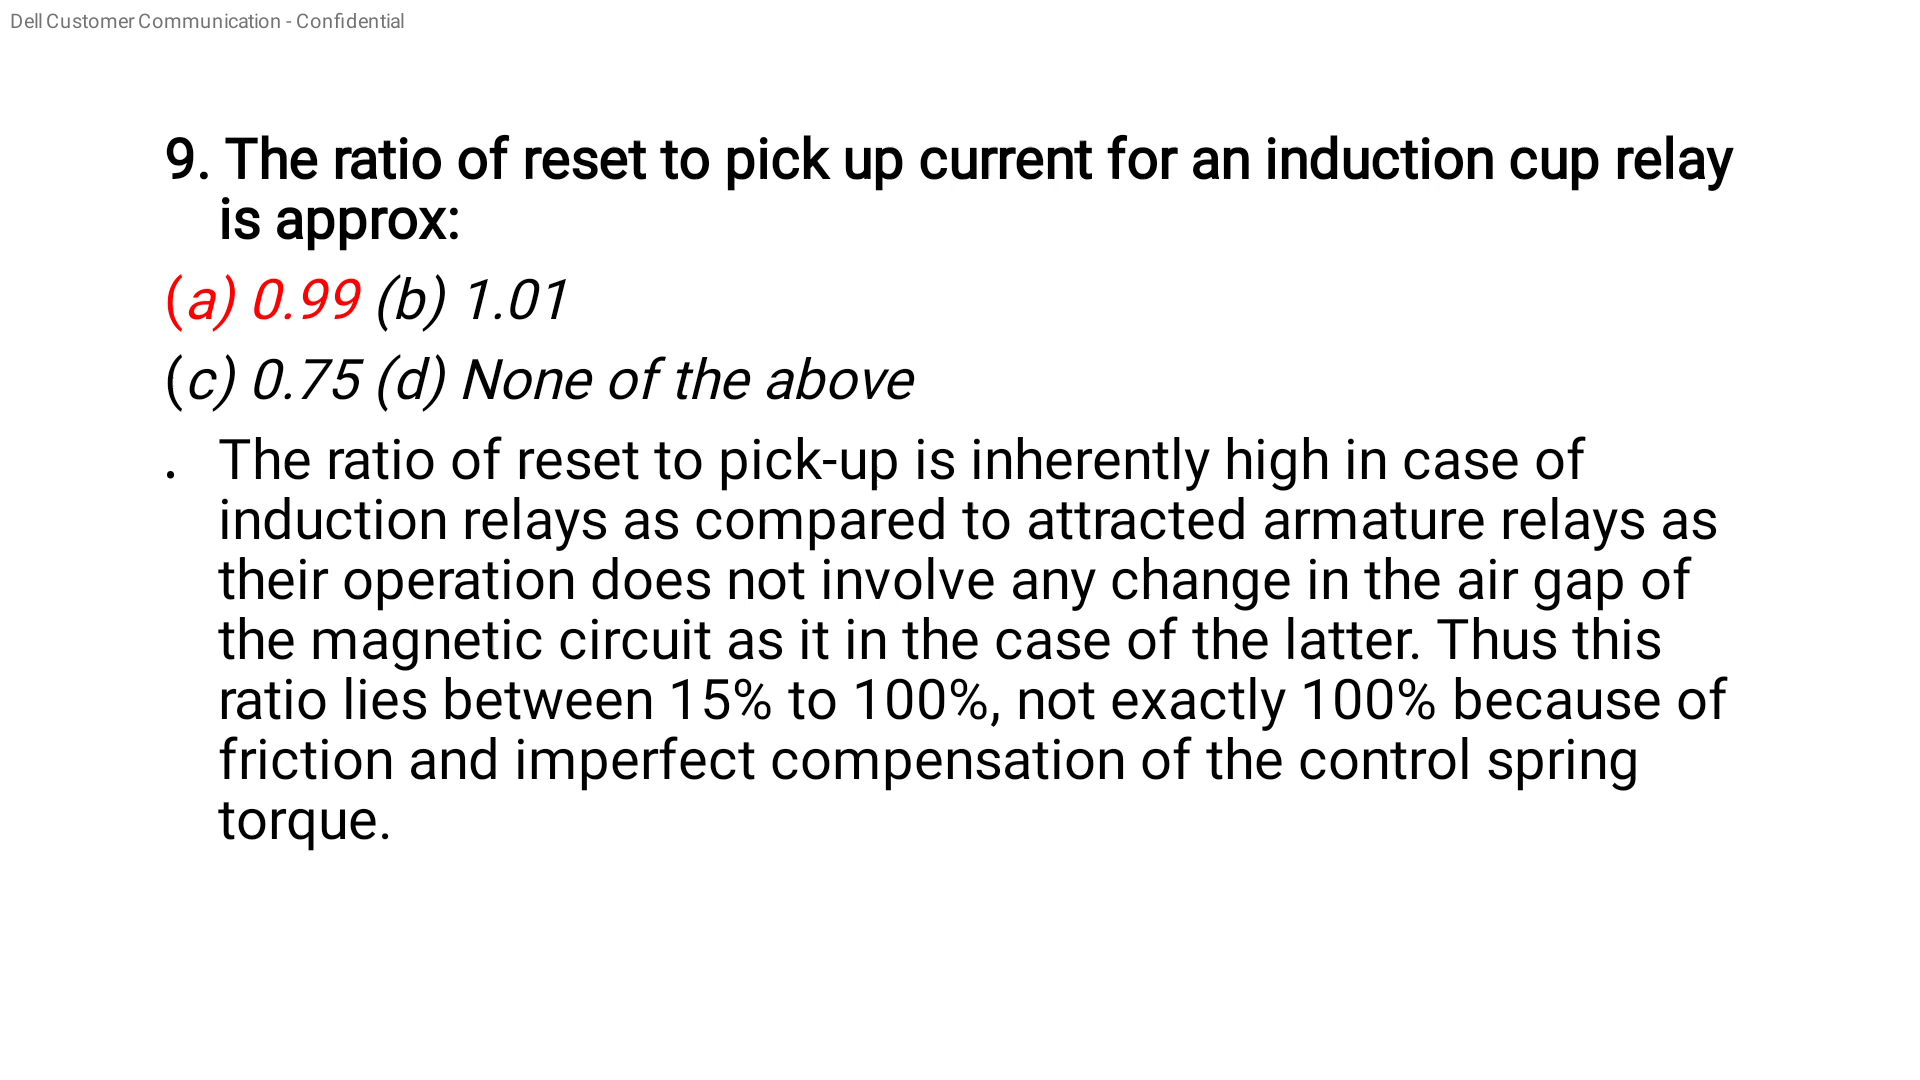 Dell Customer Communication - Confidential
9. The ratio of reset to pick up current for an induction cup relay
is approx:
(a) 0.99 (b) 1.01
(c) 0.75 (d) None of the above
. The ratio of reset to pick-up is inherently high in case of
induction relays as compared to attracted armature relays as
their operation does not involve any change in the air gap of
the magnetic circuit as it in the case of the latter. Thus this
ratio lies between 15% to 100%, not exactly 100% because of
friction and imperfect compensation of the control spring
torque.